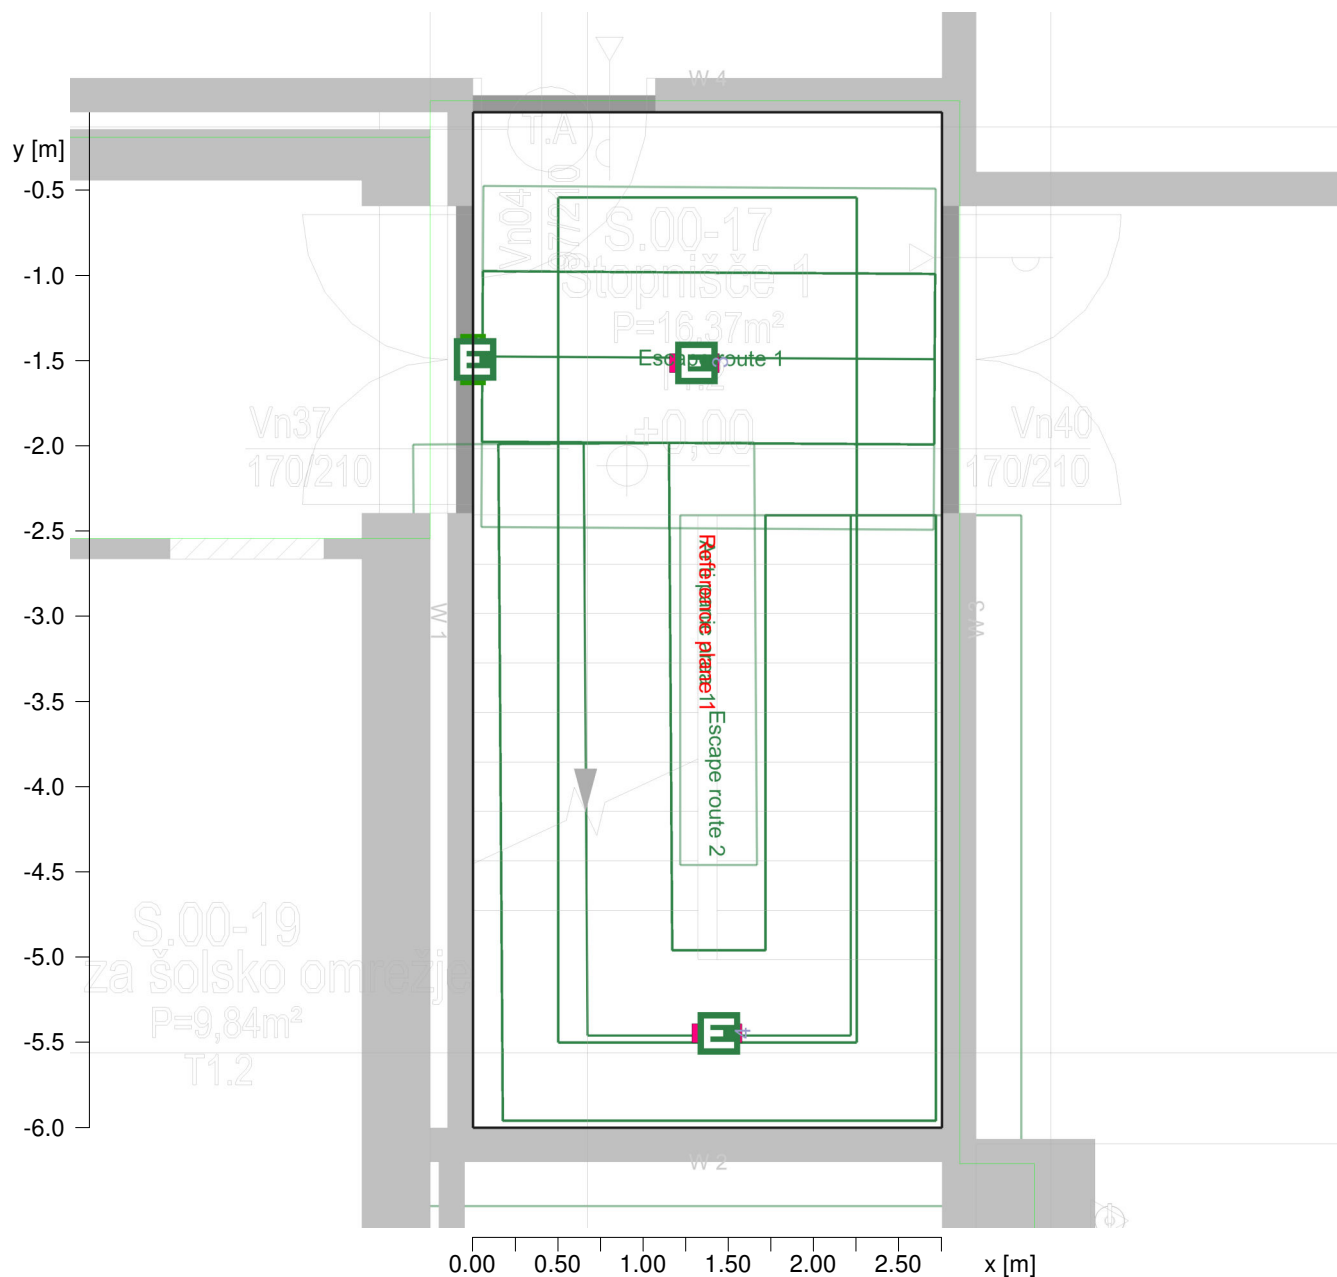 W 4
T.A
y [m]
-0.5
Vn04
97/210
S.00-17
Stopnišče 1
-1.0
P=16,37m²
-1.5
Escape route 1
+0,00
Vn37
170/210
Vn40
170/210
-2.0
-2.5
Reference plane 1
-3.0
W 1
W 3
-3.5
Escape route 2
-4.0
-4.5
S.00-19
za šolsko omrežje
-5.0
P=9,84m²
-5.5
T1.2
-6.0
W 2
0.00 0.50 1.00 1.50 2.00 2.50 x [m]